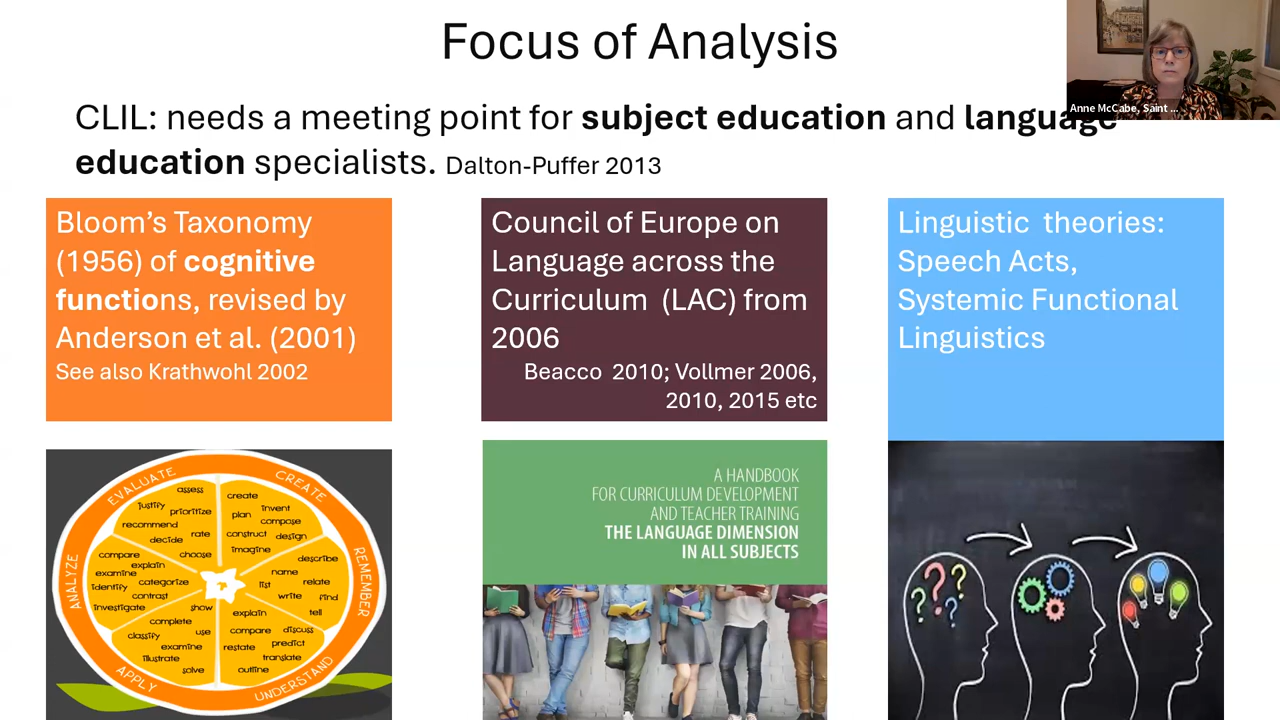 Focus of Analysis
Anne McCabe, Saint ...
CLIL: needs a meeting point for subject education and language
education specialists. Dalton-Puffer 2013
Bloom's Taxonomy
(1956) of cognitive
functions, revised by
Anderson et al. (2001)
See also Krathwohl 2002
Council of Europe on
Language across the
Curriculum (LAC) from
2006
Beacco 2010; Vollmer 2006,
2010, 2015 etc
Linguistic theories:
Speech Acts,
Systemic Functional
Linguistics
EVALUATE
assess
justify
prioritize
recommend
rate
decide
choose
CREATE
create
invent
plan
compose
construct
design
imagine
REMEMBER
describe
name
list
relate
write
find
tell
UNDERSTAND
explain
compare
discuss
restate
predict
translate
outline
APPLY
show
complete
use
classify
examine
illustrate
solve
ANALYZE
compare
explain
examine
categorize
identify
contrast
investigate
A HANDBOOK
FOR CURRICULUM DEVELOPMENT
AND TEACHER TRAINING
THE LANGUAGE DIMENSION
IN ALL SUBJECTS
? ? ? ?